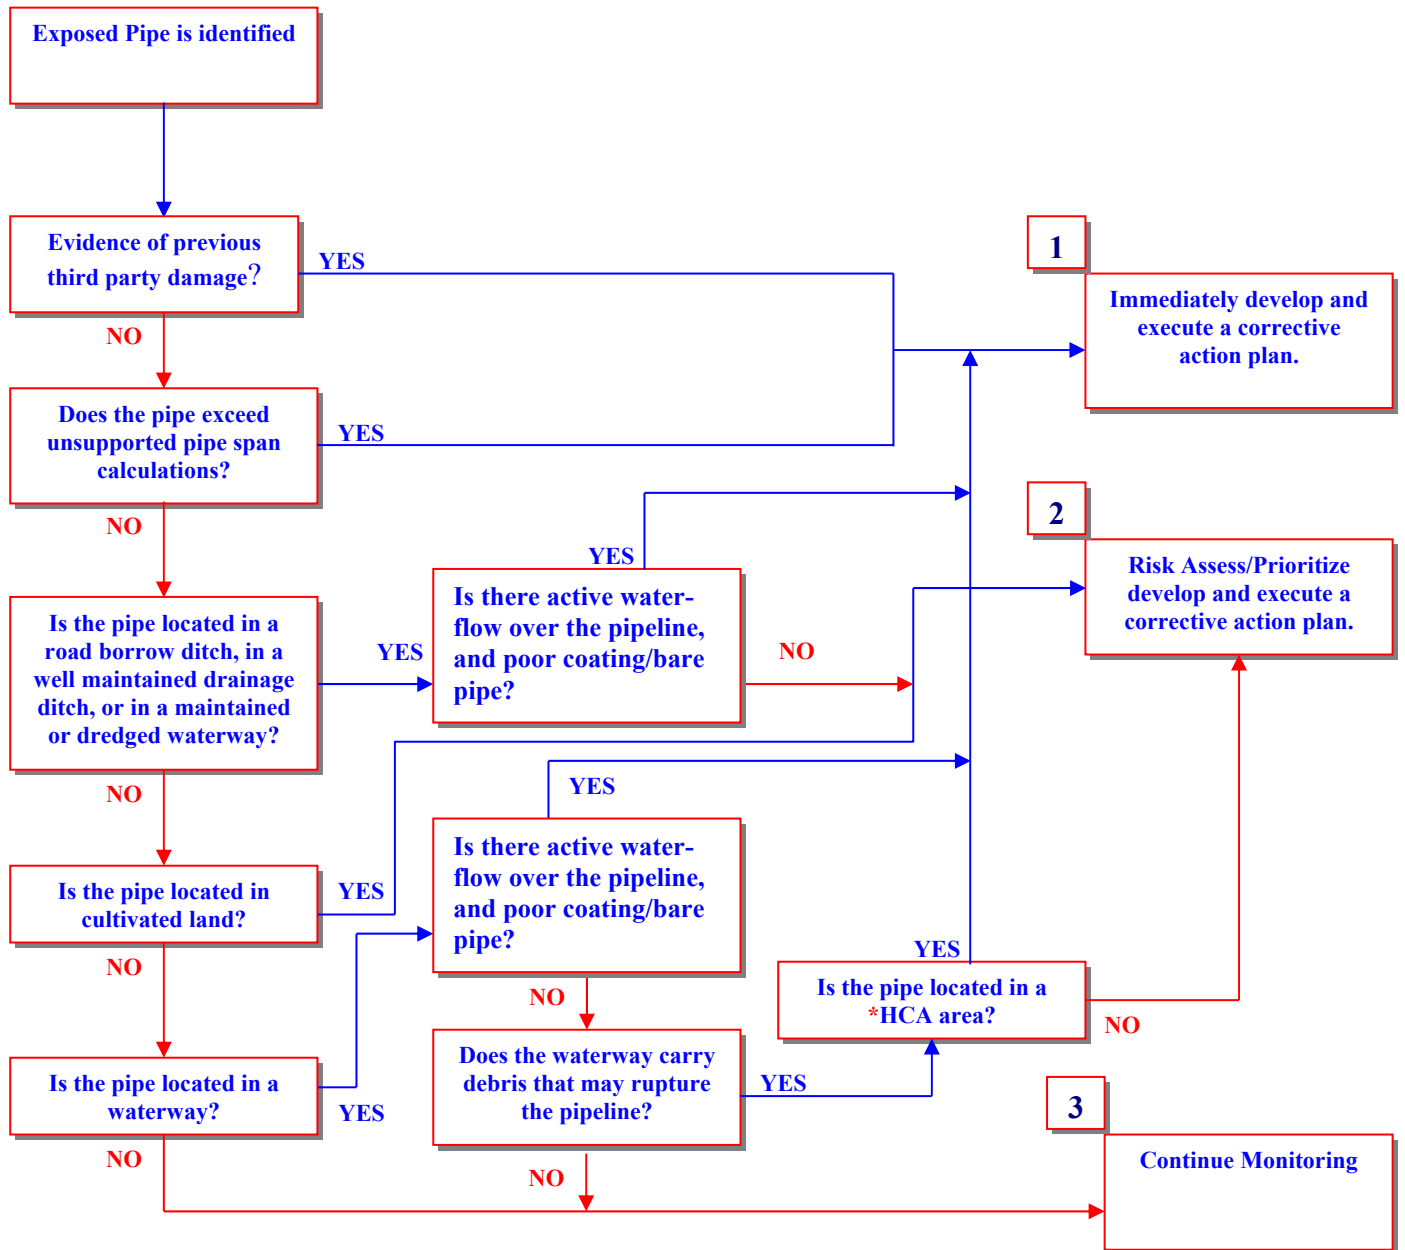 Exposed Pipe is identified
Evidence of previous
third party damage?
YES
1
Immediately develop and
execute a corrective
action plan.
NO
Does the pipe exceed
unsupported pipe span
calculations?
YES
NO
2
Risk Assess/Prioritize
develop and execute a
corrective action plan.
YES
Is the pipe located in a
road borrow ditch, in a
well maintained drainage
ditch, or in a maintained
or dredged waterway?
YES
Is there active water-
flow over the pipeline,
and poor coating/bare
pipe?
NO
NO
YES
Is the pipe located in
cultivated land?
YES
Is there active water-
flow over the pipeline,
and poor coating/bare
pipe?
NO
YES
Is the pipe located in a
*HCA area?
NO
NO
Is the pipe located in a
waterway?
YES
Does the waterway carry
debris that may rupture
the pipeline?
YES
3
Continue Monitoring
NO
NO